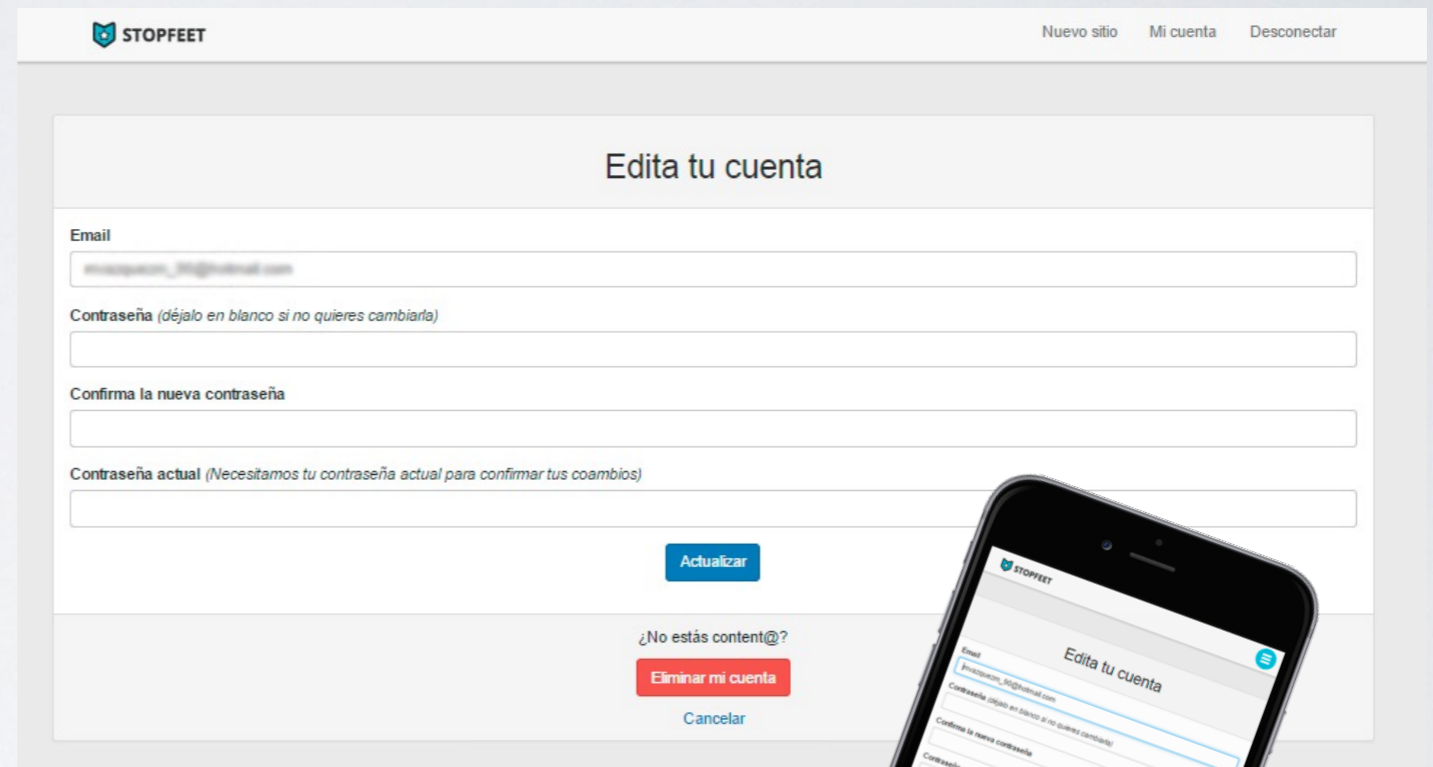 STOPFEET
Nuevo sitio Mi cuenta Desconectar
Edita tu cuenta
Email
Contraseña (déjalo en blanco si no quieres cambiarla)
Confirma la nueva contraseña
Contraseña actual (Necesitamos tu contraseña actual para confirmar tus coambios)
Actualizar
¿No estás content@?
Eliminar mi cuenta
Cancelar
STOPFEET
Edita tu cuenta
Email
Contraseña (déjalo en blanco si no quieres cambiarla)
Confirma la nueva contraseña
Contraseña